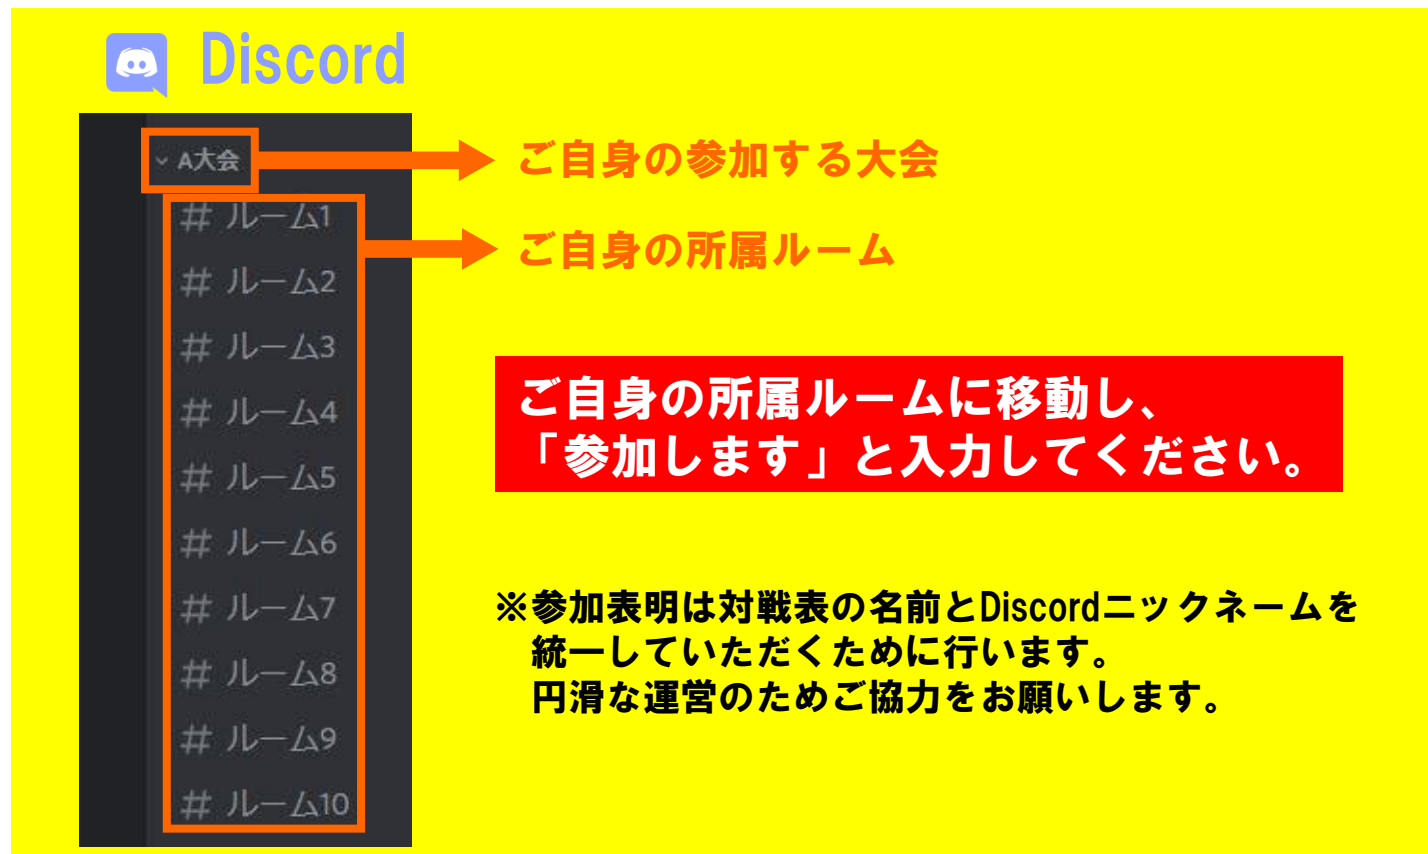 Discord
A大会
ご自身の参加する大会
# ルーム1
ご自身の所属ルーム
# ルーム2
# ルーム3
# ルーム4
# ルーム5
# ルーム6
# ルーム7
# ルーム8
# ルーム9
# ルーム10
ご自身の所属ルームに移動し、
「参加します」と入力してください。
※参加表明は対戦表の名前とDiscordニックネームを
統一していただくために行います。
円滑な運営のためご協力をお願いします。